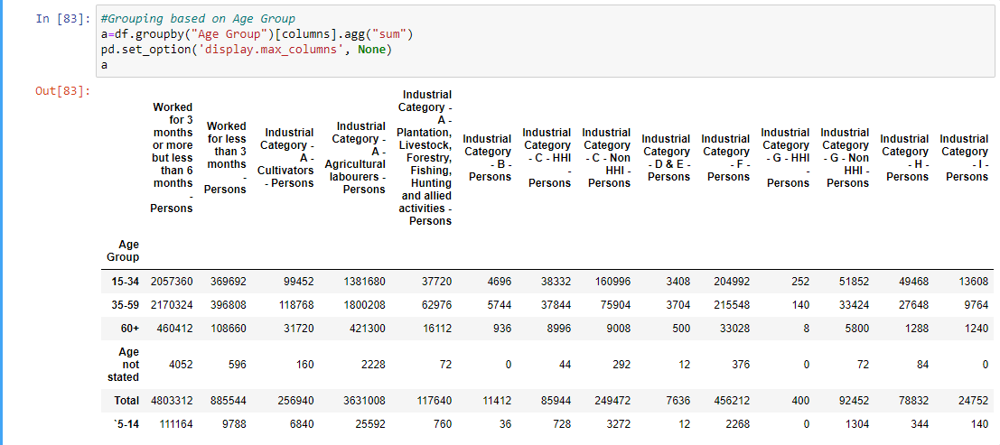 In [83]: #Grouping based on Age Group
a=df.groupby("Age Group")[columns].agg("sum")
pd.set_option('display.max_columns', None)
a
Out[83]:
Worked for 3 months or more but less than 6 months - Persons
Worked for less than 3 months - Persons
Industrial Category - A - Cultivators - Persons
Industrial Category - A - Agricultural labourers - Persons
Industrial Category - A - Plantation, Livestock, Forestry, Fishing, Hunting and allied activities - Persons
Industrial Category - B - Persons
Industrial Category - C - HHI - Persons
Industrial Category - C - Non HHI - Persons
Industrial Category - D & E - Persons
Industrial Category - F - Persons
Industrial Category - G - HHI - Persons
Industrial Category - G - Non HHI - Persons
Industrial Category - H - Persons
Industrial Category - I - Persons
Age Group
15-34 2057360 369692 99452 1381680 37720 4696 38332 160996 3408 204992 252 51852 49468 13608
35-59 2170324 396808 118768 1800208 62976 5744 37844 75904 3704 215548 140 33424 27648 9764
60+ 460412 108660 31720 421300 16112 936 8996 9008 500 33028 8 5800 1288 1240
Age not stated 4052 596 160 2228 72 0 44 292 12 376 0 72 84 0
Total 4803312 885544 256940 3631008 117640 11412 85944 249472 7636 456212 400 92452 78832 24752
`5-14 111164 9788 6840 25592 760 36 728 3272 12 2268 0 1304 344 140